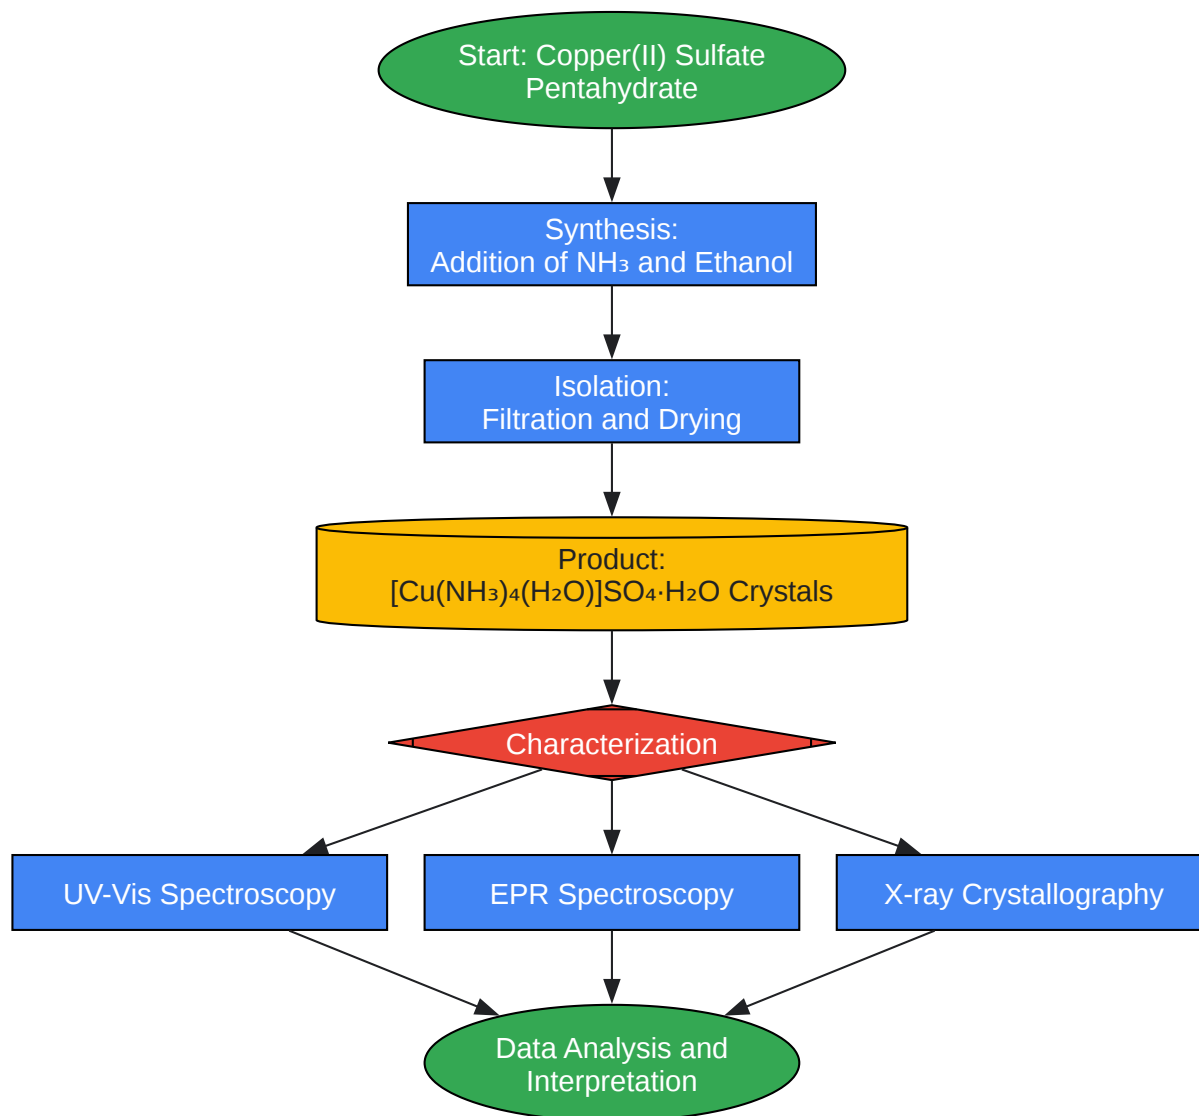 Start: Copper(II) Sulfate
Pentahydrate
Synthesis:
Addition of NH₃ and Ethanol
Isolation:
Filtration and Drying
Product:
[Cu(NH₃)₄(H₂O)]SO₄·H₂O Crystals
Characterization
UV-Vis Spectroscopy
EPR Spectroscopy
X-ray Crystallography
Data Analysis and
Interpretation